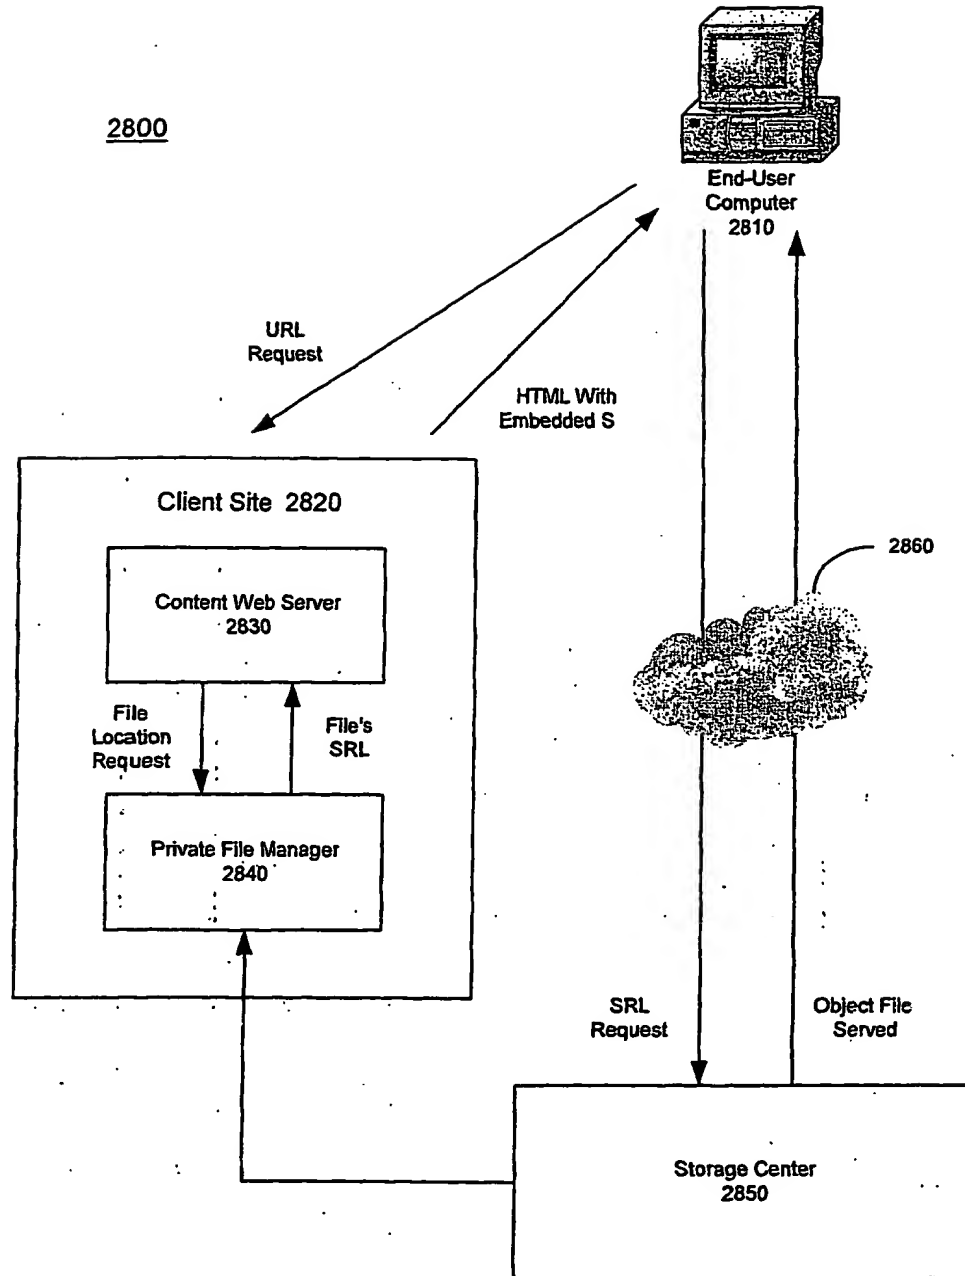 2800
End-User
Computer
2810
URL
Request
HTML With
Embedded S
Client Site 2820
2860
Content Web Server
2830
File
Location
Request
File's
SRL
Private File Manager
2840
SRL
Request
Object File
Served
Storage Center
2850